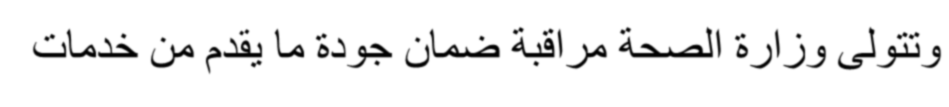 وتتولى وزارة الصحة مراقبة ضمان جودة ما يقدم من خدمات